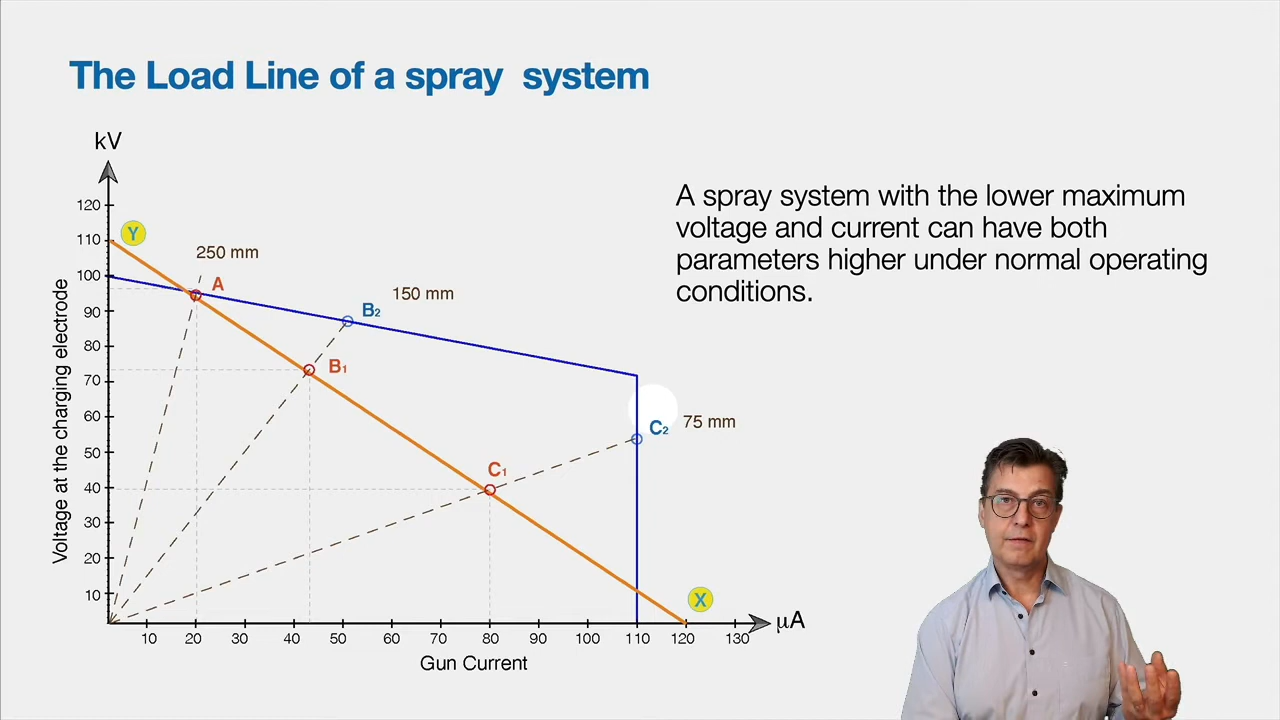 The Load Line of a spray  system
kV
120
110
100
90
80
70
60
50
40
30
20
10
Voltage at the charging electrode
Y
250 mm
A
150 mm
B2
B1
75 mm
C2
C1
X
10 20 30 40 50 60 70 80 90 100 110 120 130
µA
Gun Current
A spray system with the lower maximum
voltage and current can have both
parameters higher under normal operating
conditions.